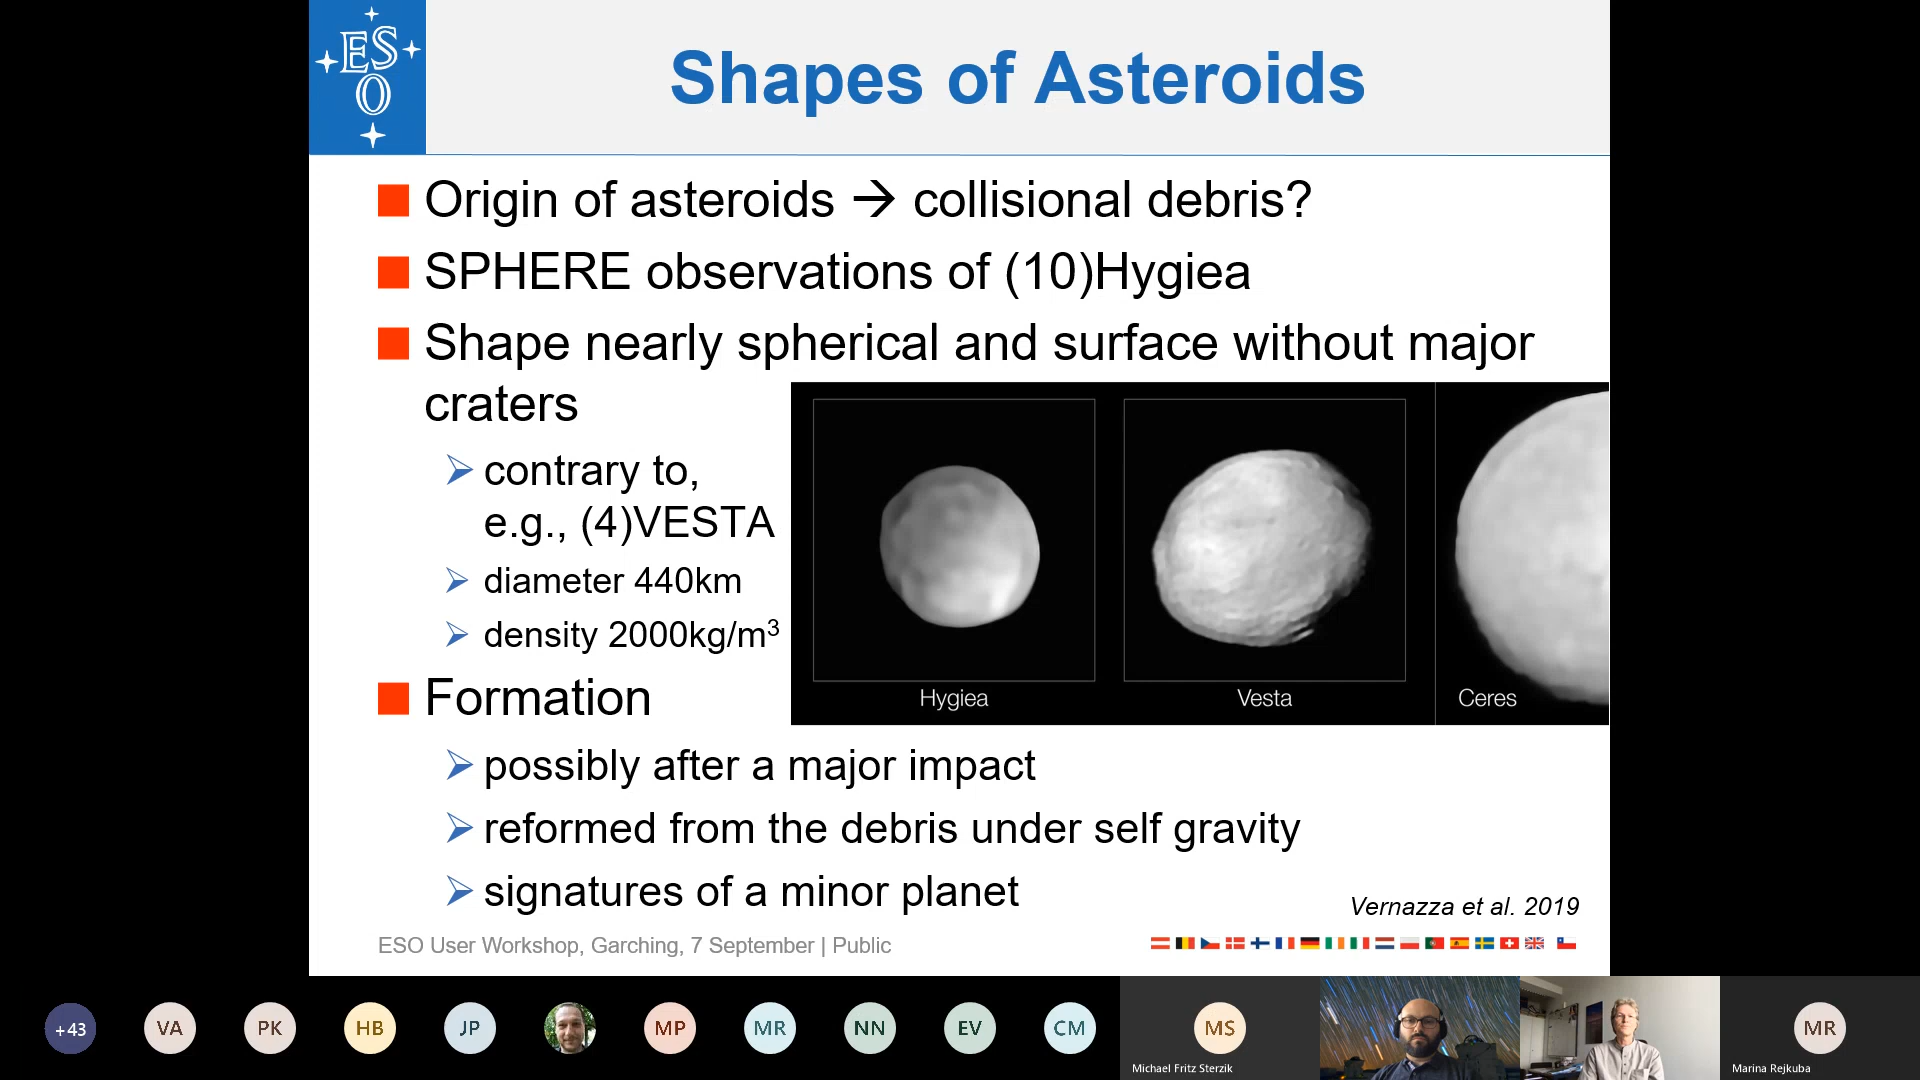 ESO
Shapes of Asteroids
Origin of asteroids → collisional debris?
SPHERE observations of (10)Hygiea
Shape nearly spherical and surface without major
craters
contrary to,
e.g., (4)VESTA
diameter 440km
density 2000kg/m³
Hygiea
Vesta
Ceres
Formation
possibly after a major impact
reformed from the debris under self gravity
signatures of a minor planet
Vernazza et al. 2019
ESO User Workshop, Garching, 7 September | Public
+43
VA
PK
HB
JP
MP
MR
NN
EV
CM
MS
Michael Fritz Sterzik
MR
Marina Rejkuba